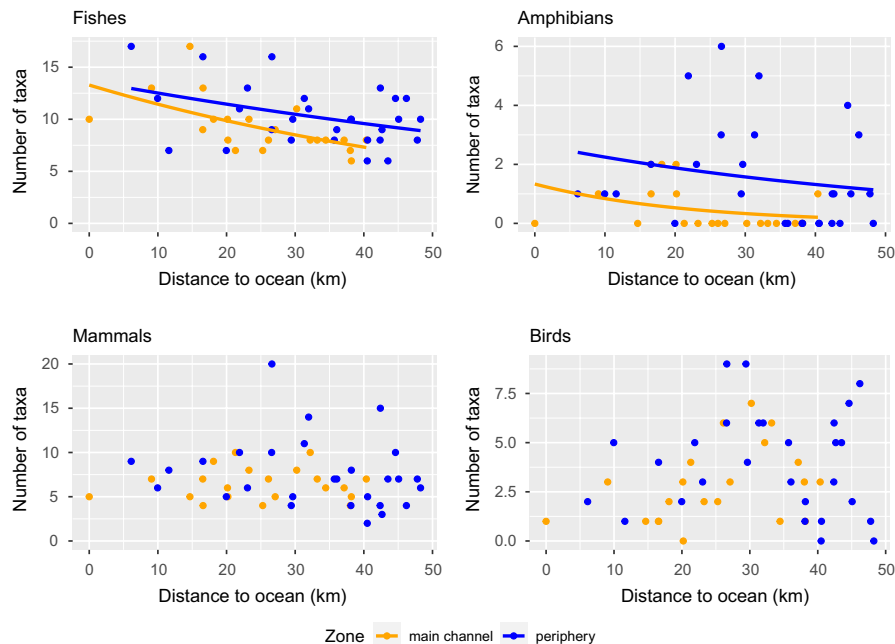 Fishes
Number of taxa
15
10
5
0
0 10 20 30 40 50
Distance to ocean (km)
Amphibians
Number of taxa
6
4
2
0
0 10 20 30 40 50
Distance to ocean (km)
Mammals
Number of taxa
20
15
10
5
0
0 10 20 30 40 50
Distance to ocean (km)
Birds
Number of taxa
7.5
5.0
2.5
0.0
0 10 20 30 40 50
Distance to ocean (km)
Zone main channel periphery